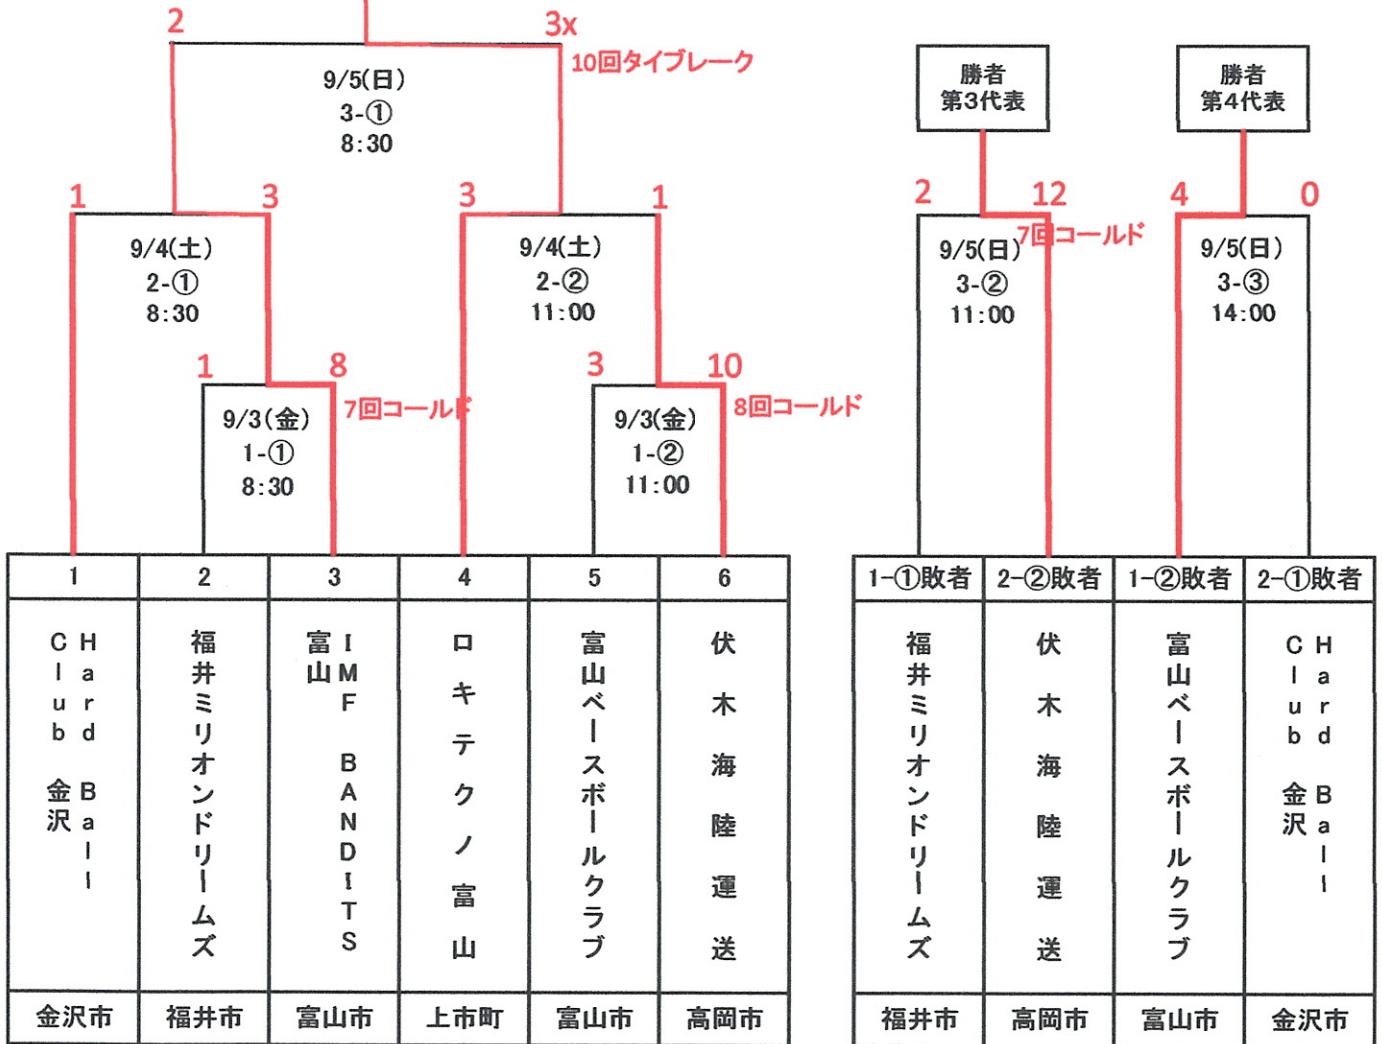 2
3x
10回タイブレーク
9/5(日)
3-①
8:30
1
3
3
1
9/4(土)
2-①
8:30
9/4(土)
2-②
11:00
1
8
7回コールド
3
10
8回コールド
9/3(金)
1-①
8:30
9/3(金)
1-②
11:00
1
2
3
4
5
6
Hard Ball
Club 金沢
福井ミリオンドリームズ
IMF BANDITS
富山
ロキテクノ富山
富山ベースボールクラブ
伏木海陸運送
金沢市
福井市
富山市
上市町
富山市
高岡市
勝者
第3代表
勝者
第4代表
2
12
7回コールド
4
0
9/5(日)
3-②
11:00
9/5(日)
3-③
14:00
1-①敗者
2-②敗者
1-②敗者
2-①敗者
福井ミリオンドリームズ
伏木海陸運送
富山ベースボールクラブ
Hard Ball
Club 金沢
福井市
高岡市
富山市
金沢市